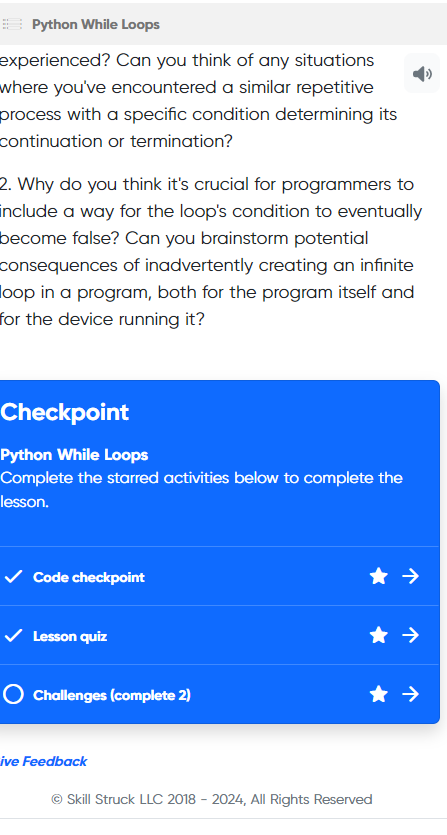 Python While Loops
experienced? Can you think of any situations
where you've encountered a similar repetitive
process with a specific condition determining its
continuation or termination?
2. Why do you think it's crucial for programmers to
include a way for the loop's condition to eventually
become false? Can you brainstorm potential
consequences of inadvertently creating an infinite
loop in a program, both for the program itself and
for the device running it?
Checkpoint
Python While Loops
Complete the starred activities below to complete the
lesson.
Code checkpoint
Lesson quiz
Challenges (complete 2)
ive Feedback
© Skill Struck LLC 2018 - 2024, All Rights Reserved